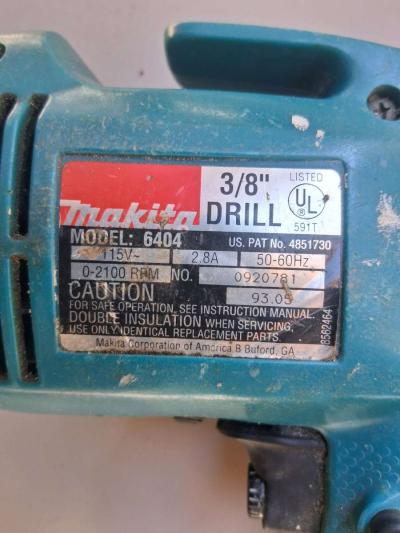 makita
3/8"
DRILL
LISTED
UL
591T
MODEL: 6404
US. PAT No. 4851730
115V~ 2.8A 50-60Hz
0-2100 RPM NO. 0920781
CAUTION 93.05
FOR SAFE OPERATION, SEE INSTRUCTION MANUAL.
DOUBLE INSULATION WHEN SERVICING,
USE ONLY IDENTICAL REPLACEMENT PARTS.
Makita Corporation of America B Buford, GA